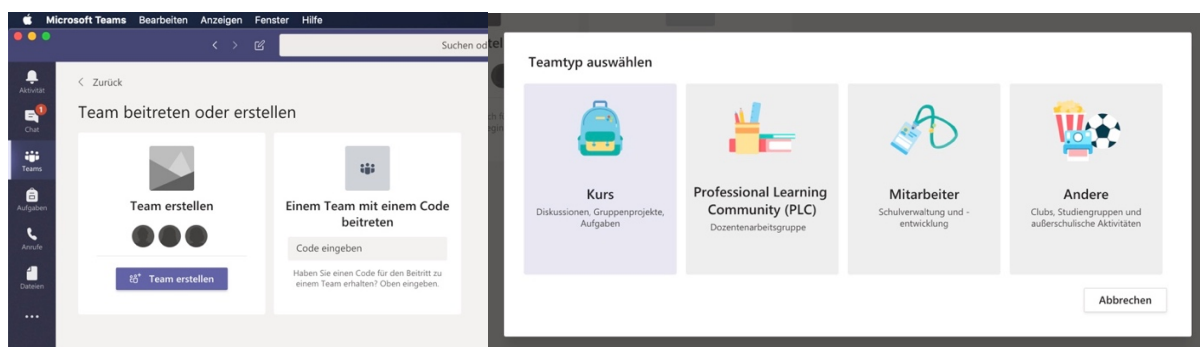 Microsoft Teams Bearbeiten Anzeigen Fenster Hilfe
Suchen od
Aktivität
1
Chat
Teams
Aufgaben
Anrufe
Dateien
Zurück
Team beitreten oder erstellen
Team erstellen
Team erstellen
Einem Team mit einem Code
beitreten
Code eingeben
Haben Sie einen Code für den Beitritt zu
einem Team erhalten? Oben eingeben.
Teamtyp auswählen
Kurs
Diskussionen, Gruppenprojekte,
Aufgaben
Professional Learning
Community (PLC)
Dozentenarbeitsgruppe
Mitarbeiter
Schulverwaltung und -
entwicklung
Andere
Clubs, Studiengruppen und
außerschulische Aktivitäten
Abbrechen